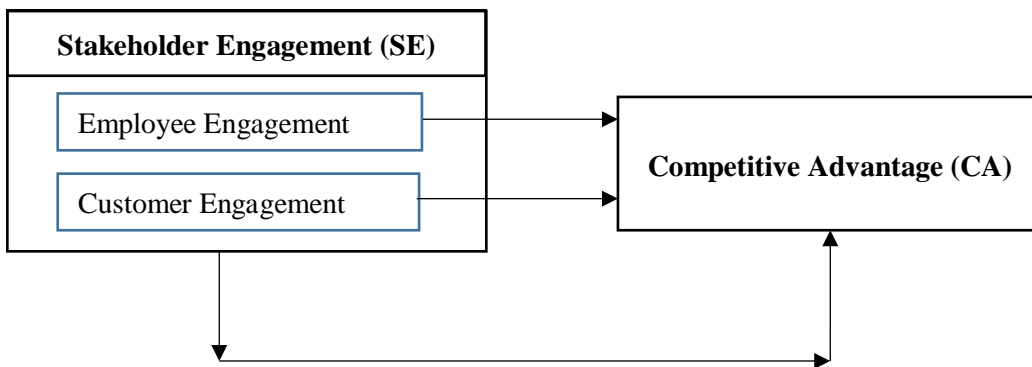 Stakeholder Engagement (SE)
Employee Engagement
Customer Engagement
Competitive Advantage (CA)